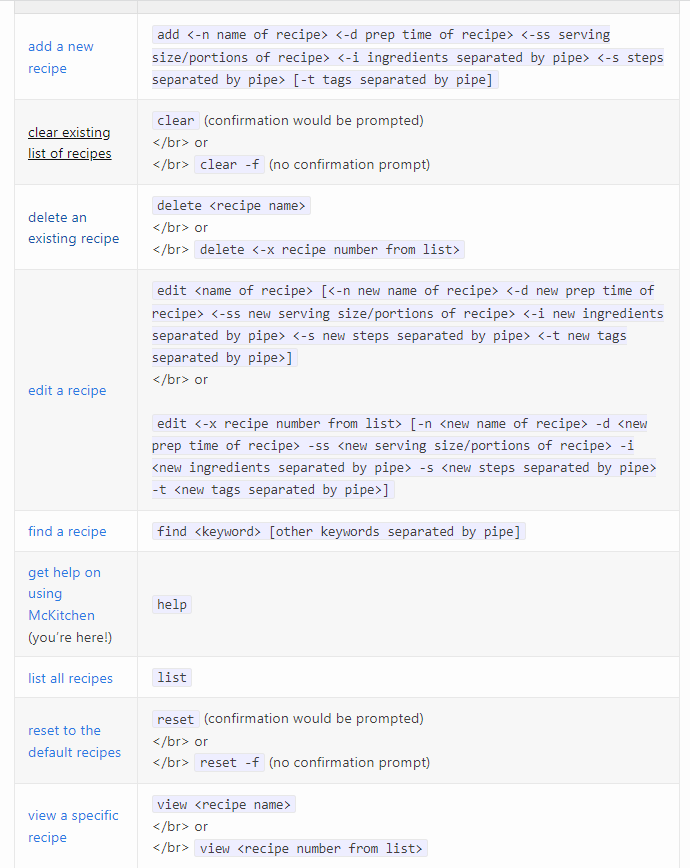 add a new
recipe
add <-n name of recipe> <-d prep time of recipe> <-ss serving
size/portions of recipe> <-i ingredients separated by pipe> <-s steps
separated by pipe> [-t tags separated by pipe]
clear existing
list of recipes
clear (confirmation would be prompted)
</br> or
</br> clear -f (no confirmation prompt)
delete an
existing recipe
delete <recipe name>
</br> or
</br> delete <-x recipe number from list>
edit a recipe
edit <name of recipe> [<-n new name of recipe> <-d new prep time of
recipe> <-ss new serving size/portions of recipe> <-i new ingredients
separated by pipe> <-s new steps separated by pipe> <-t new tags
separated by pipe>]
</br> or
edit <-x recipe number from list> [-n <new name of recipe> -d <new
prep time of recipe> -ss <new serving size/portions of recipe> -i
<new ingredients separated by pipe> -s <new steps separated by pipe>
-t <new tags separated by pipe>]
find a recipe
find <keyword> [other keywords separated by pipe]
get help on
using
McKitchen
(you're here!)
help
list all recipes
list
reset to the
default recipes
reset (confirmation would be prompted)
</br> or
</br> reset -f (no confirmation prompt)
view a specific
recipe
view <recipe name>
</br> or
</br> view <recipe number from list>